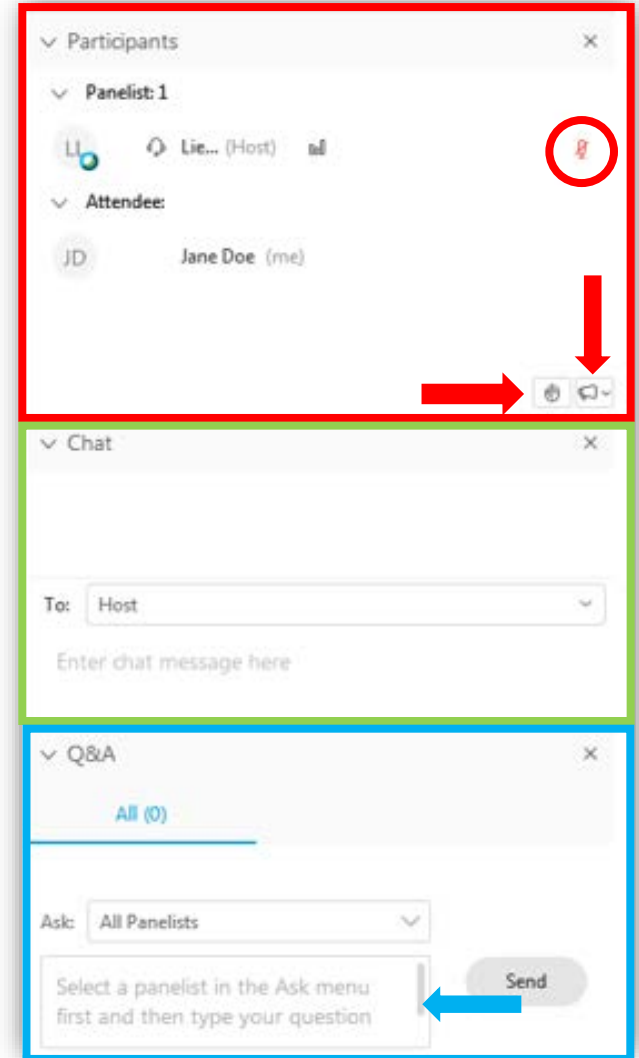 Participants
Panelist: 1
LI Lie... (Host)
Attendee:
JD Jane Doe (me)
Chat
To: Host
Enter chat message here
Q&A
All (0)
Ask: All Panelists
Select a panelist in the Ask menu
first and then type your question
Send